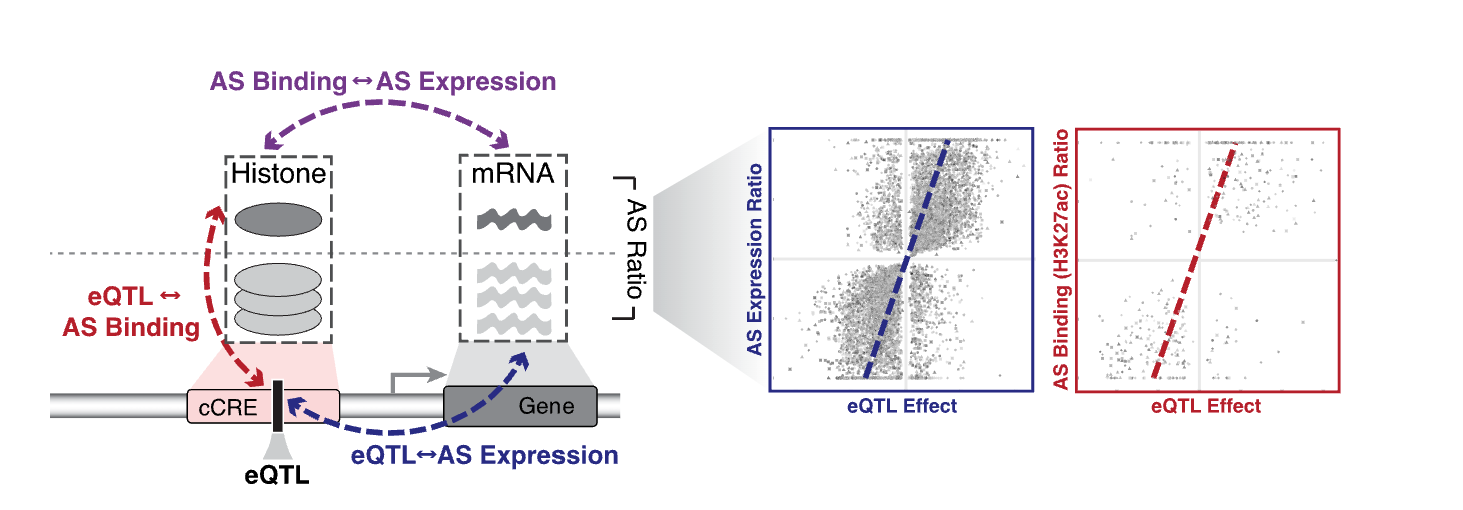 AS Binding ↔ AS Expression
Histone
mRNA
AS Ratio
eQTL ↔
AS Binding
cCRE
Gene
eQTL
eQTL↔AS Expression
AS Expression Ratio
eQTL Effect
AS Binding (H3K27ac) Ratio
eQTL Effect